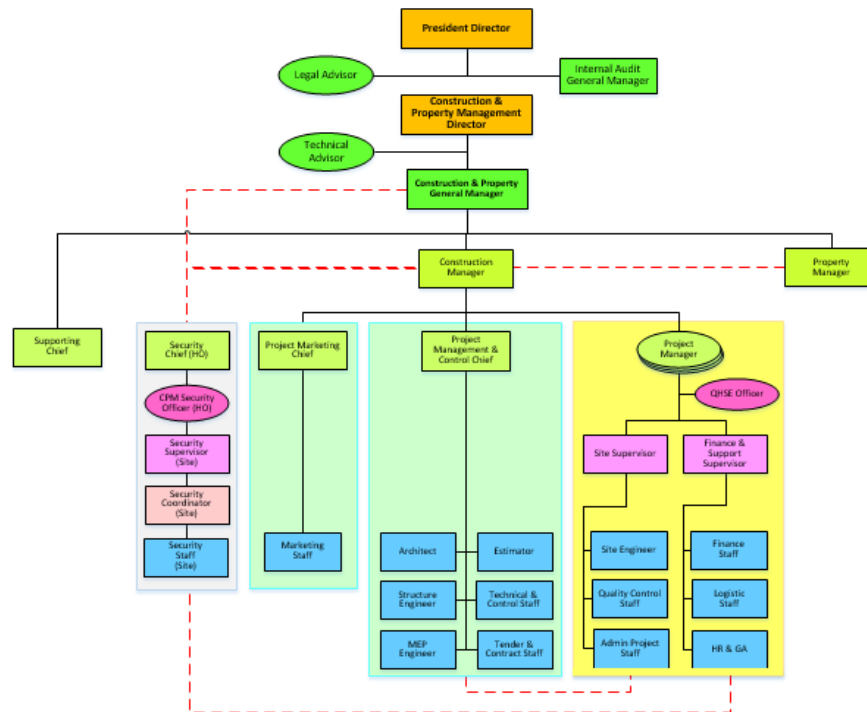 President Director
Legal Advisor
Internal Audit
General Manager
Construction &
Property Management
Director
Technical
Advisor
Construction & Property
General Manager
Construction
Manager
Property
Manager
Supporting
Chief
Security
Chief (HO)
Project Marketing
Chief
Project
Management &
Control Chief
Project
Manager
CPM Security
Officer (HO)
QHSE Officer
Security
Supervisor
(Site)
Site Supervisor
Finance &
Support
Supervisor
Security
Coordinator
(Site)
Security
Staff
(Site)
Marketing
Staff
Architect
Estimator
Site Engineer
Finance
Staff
Structure
Engineer
Technical &
Control Staff
Quality Control
Staff
Logistic Staff
MEP
Engineer
Tender &
Contract Staff
Admin Project
Staff
HR & GA